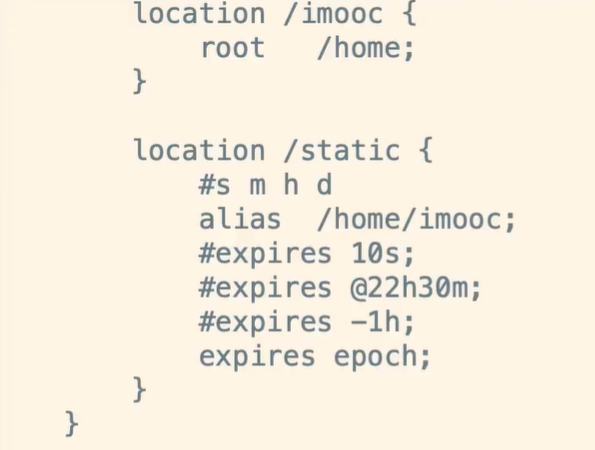 location /imooc {
root   /home;
}
location /static {
#s m h d
alias  /home/imooc;
#expires 10s;
#expires @22h30m;
#expires -1h;
expires epoch;
}
}